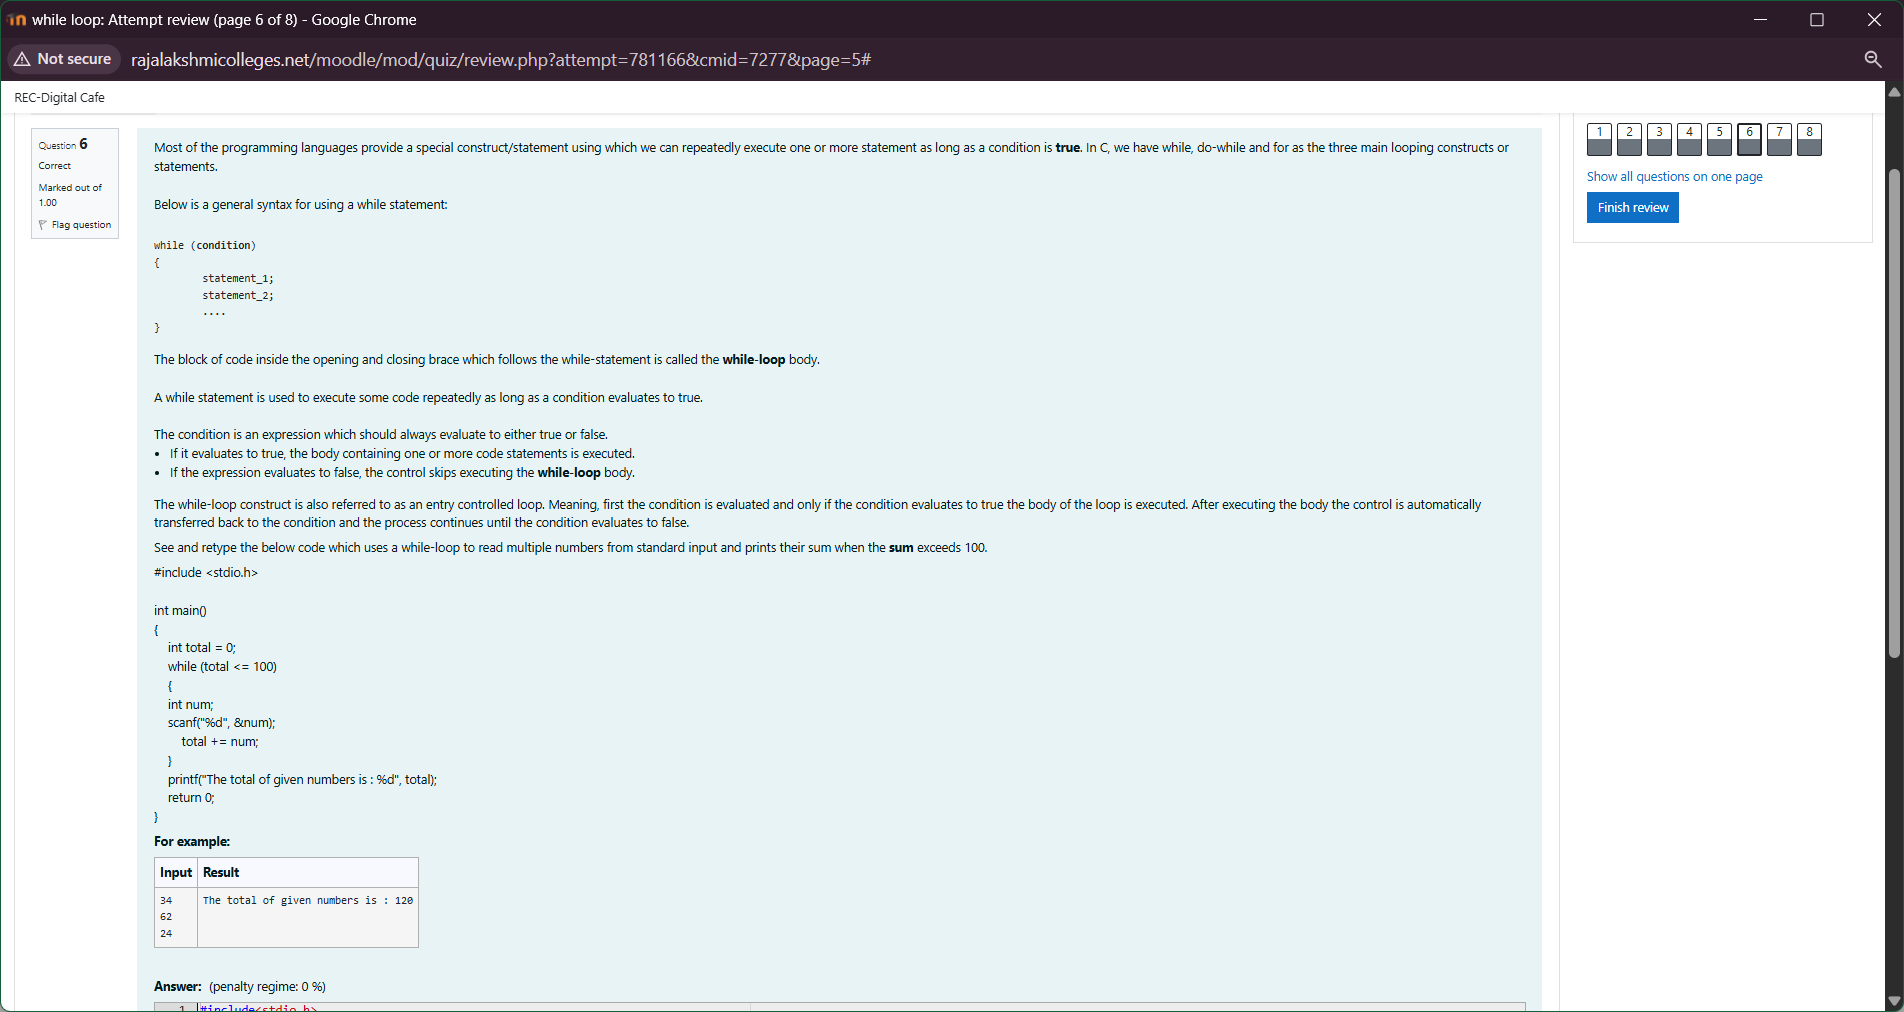 while loop: Attempt review (page 6 of 8) - Google Chrome
Not secure
rajalakshmicolleges.net/moodle/mod/quiz/review.php?attempt=781166&cmid=7277&page=5#
REC-Digital Cafe
Question 6
Correct
Marked out of
1.00
Flag question
Most of the programming languages provide a special construct/statement using which we can repeatedly execute one or more statement as long as a condition is true. In C, we have while, do-while and for as the three main looping constructs or
statements.
Below is a general syntax for using a while statement:
while (condition)
{
statement_1;
statement_2;
....
}
The block of code inside the opening and closing brace which follows the while-statement is called the while-loop body.
A while statement is used to execute some code repeatedly as long as a condition evaluates to true.
The condition is an expression which should always evaluate to either true or false.
• If it evaluates to true, the body containing one or more code statements is executed.
• If the expression evaluates to false, the control skips executing the while-loop body.
The while-loop construct is also referred to as an entry controlled loop. Meaning, first the condition is evaluated and only if the condition evaluates to true the body of the loop is executed. After executing the body the control is automatically
transferred back to the condition and the process continues until the condition evaluates to false.
See and retype the below code which uses a while-loop to read multiple numbers from standard input and prints their sum when the sum exceeds 100.
#include <stdio.h>
int main()
{
int total = 0;
while (total <= 100)
{
int num;
scanf("%d", &num);
total += num;
}
printf("The total of given numbers is : %d", total);
return 0;
}
For example:
Input Result
34 The total of given numbers is : 120
62
24
Answer: (penalty regime: 0 %)
1 #include<stdio.h>
1 2 3 4 5 6 7 8
Show all questions on one page
Finish review